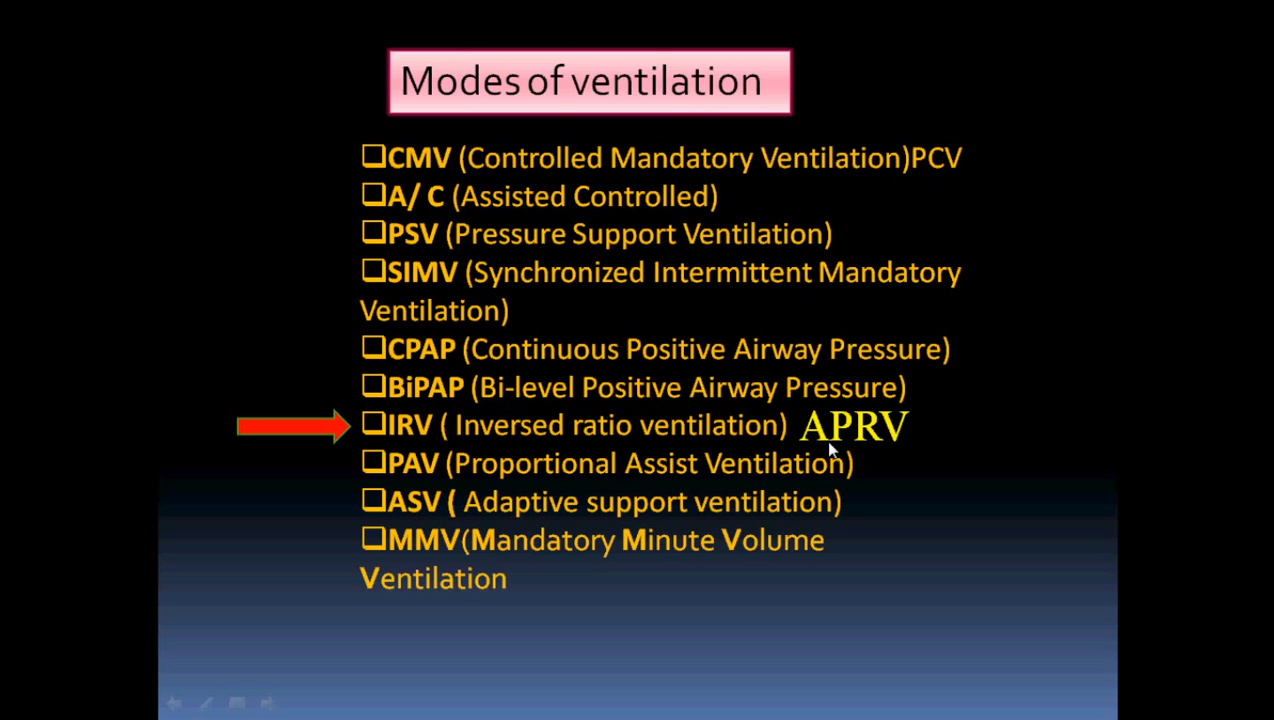 Modes of ventilation
CMV (Controlled Mandatory Ventilation)PCV
A/ C (Assisted Controlled)
PSV (Pressure Support Ventilation)
SIMV (Synchronized Intermittent Mandatory
Ventilation)
CPAP (Continuous Positive Airway Pressure)
BiPAP (Bi-level Positive Airway Pressure)
IRV ( Inversed ratio ventilation) APRV
PAV (Proportional Assist Ventilation)
ASV ( Adaptive support ventilation)
MMV(Mandatory Minute Volume
Ventilation